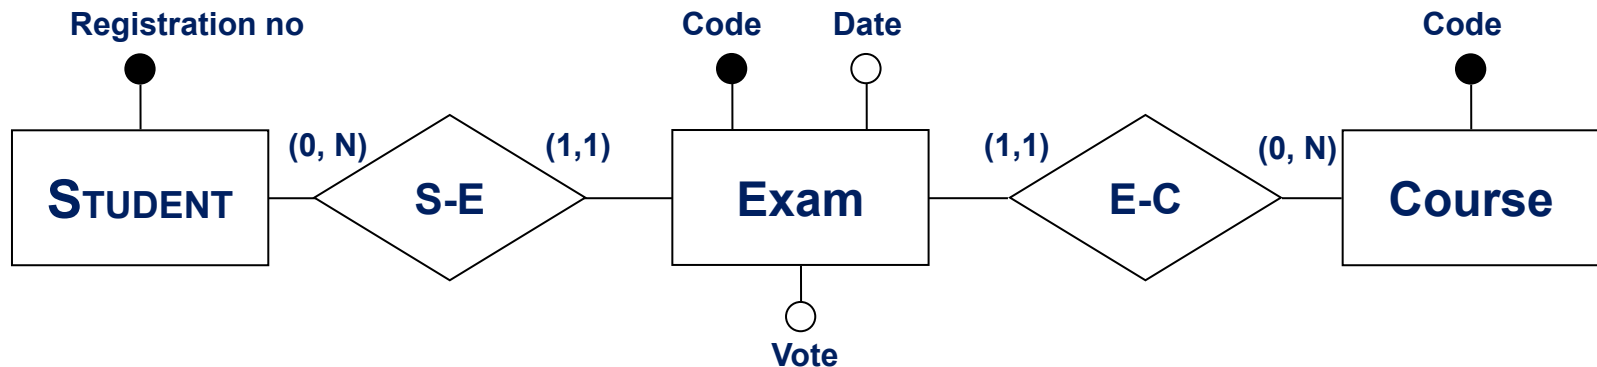 Registration no
Code
Date
Code
(0, N)
(1,1)
(1,1)
(0, N)
STUDENT
S-E
Exam
E-C
Course
Vote